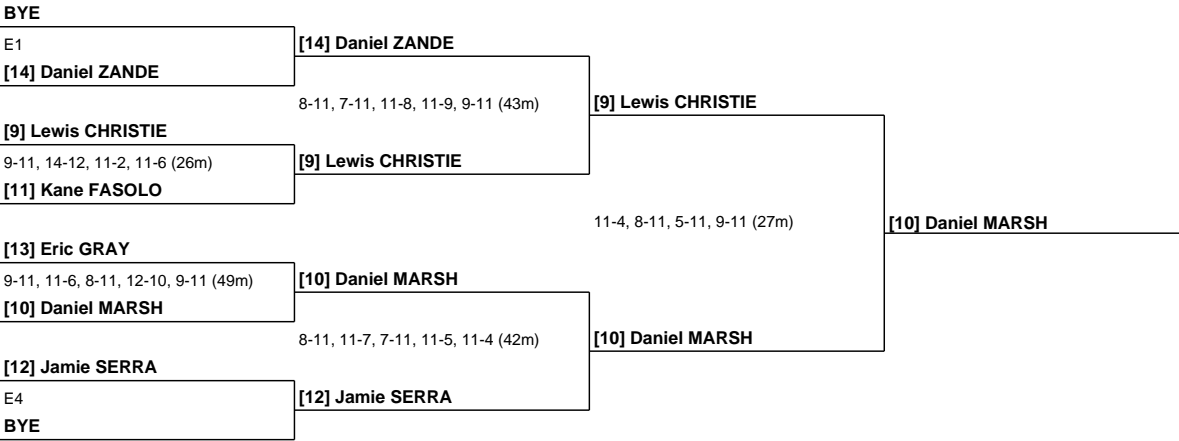 BYE
E1
[14] Daniel ZANDE
[14] Daniel ZANDE
8-11, 7-11, 11-8, 11-9, 9-11 (43m)
[9] Lewis CHRISTIE
[9] Lewis CHRISTIE
9-11, 14-12, 11-2, 11-6 (26m)
[9] Lewis CHRISTIE
[11] Kane FASOLO
11-4, 8-11, 5-11, 9-11 (27m)
[10] Daniel MARSH
[13] Eric GRAY
9-11, 11-6, 8-11, 12-10, 9-11 (49m)
[10] Daniel MARSH
[10] Daniel MARSH
8-11, 11-7, 7-11, 11-5, 11-4 (42m)
[10] Daniel MARSH
[12] Jamie SERRA
E4
[12] Jamie SERRA
BYE